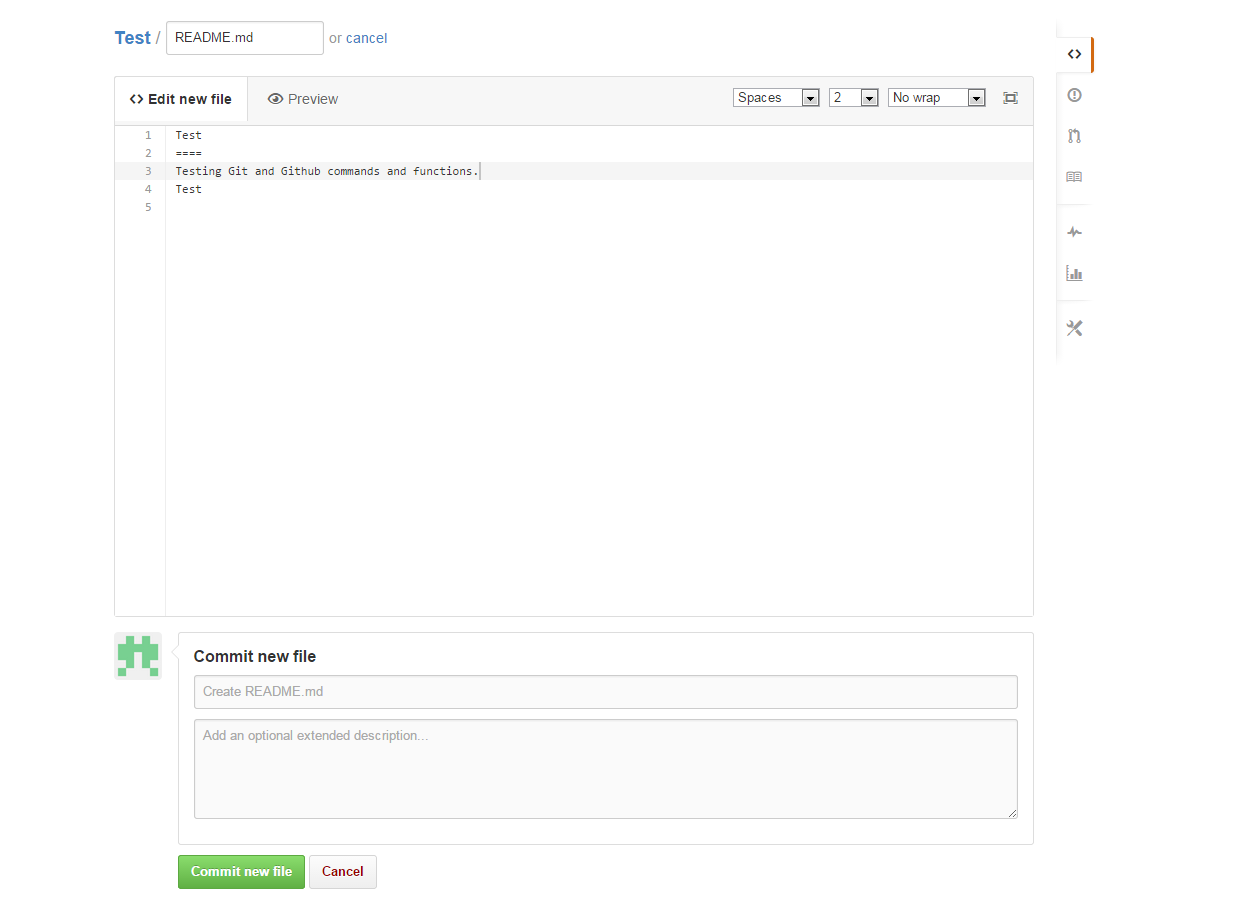 Test / README.md or cancel
<> Edit new file Preview Spaces 2 No wrap
1 Test
2 ====
3 Testing Git and Github commands and functions.
4 Test
5
Commit new file
Create README.md
Add an optional extended description...
Commit new file Cancel